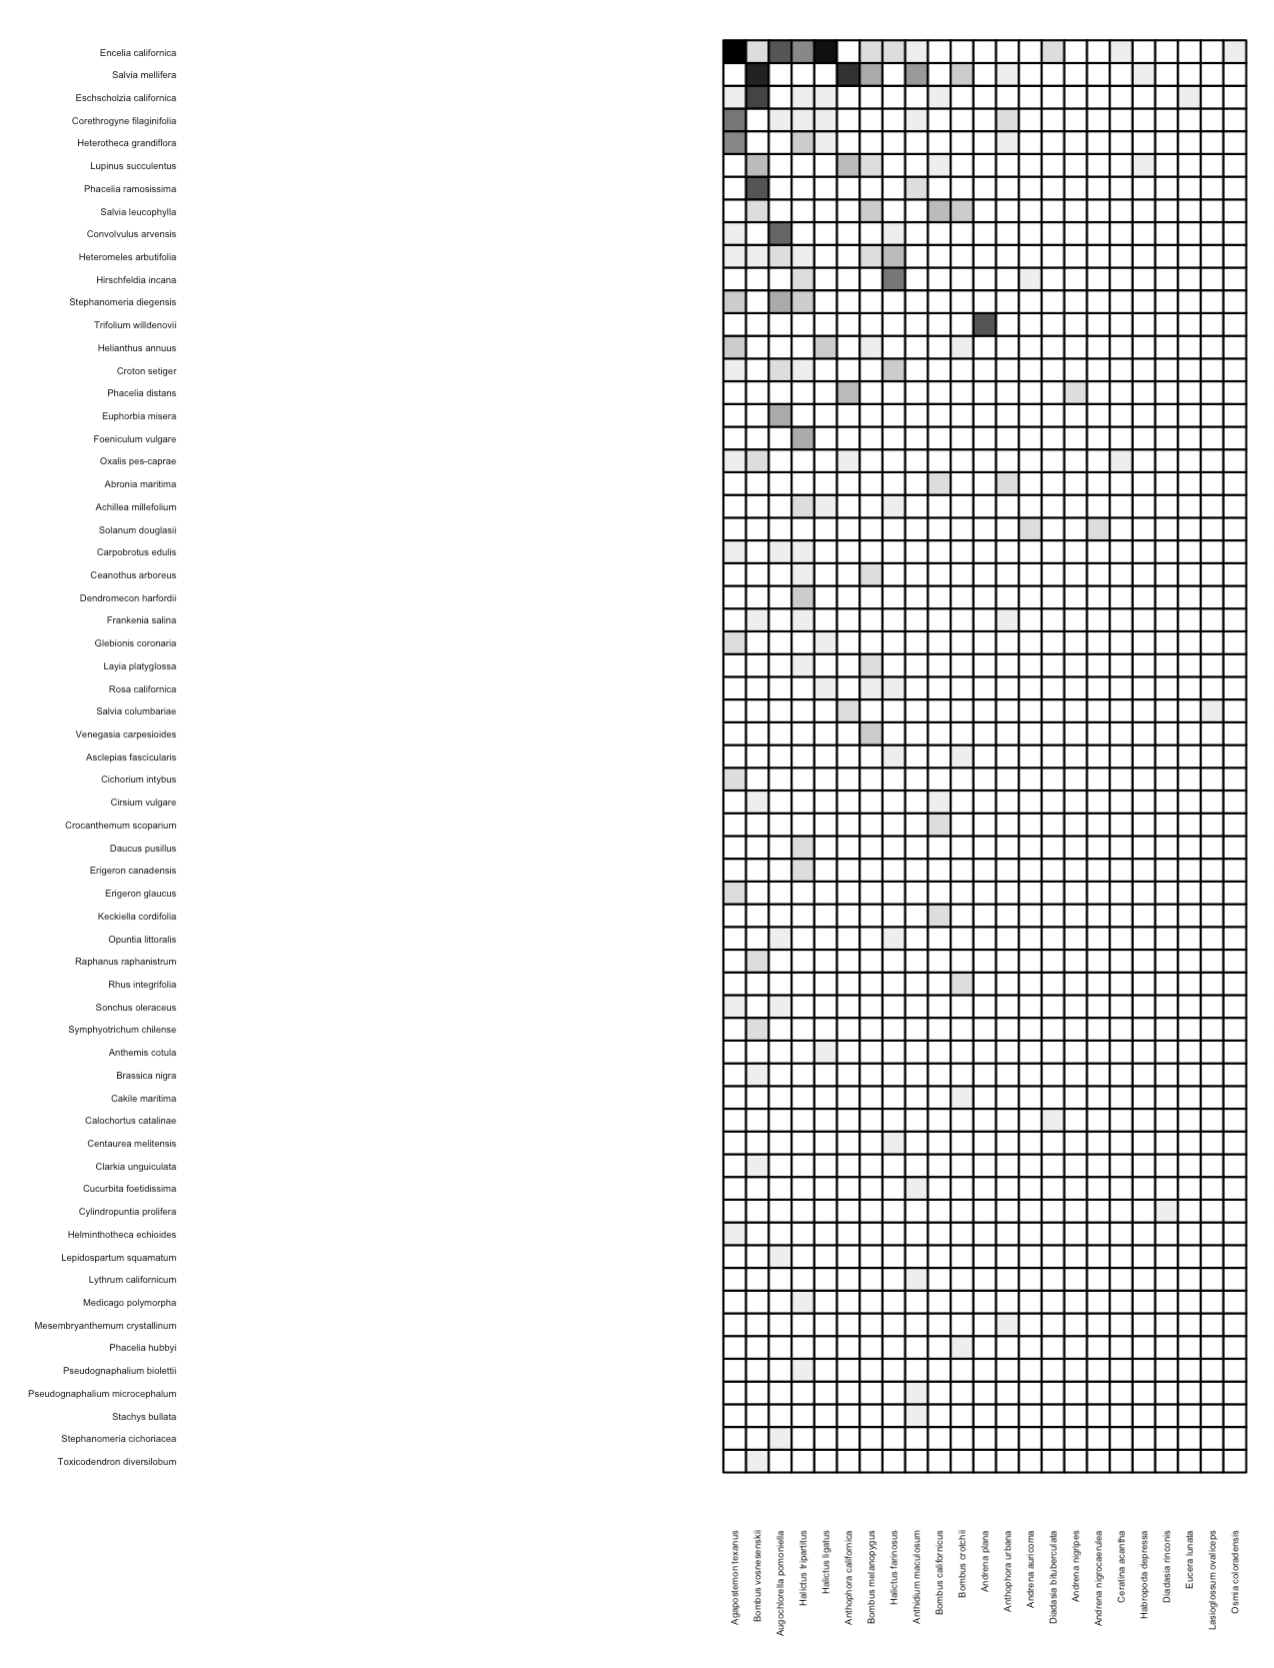 Encelia californica
Salvia mellifera
Eschscholzia californica
Corethrogyne filaginifolia
Heterotheca grandiflora
Lupinus succulentus
Phacelia ramosissima
Salvia leucophylla
Convolvulus arvensis
Heteromeles arbutifolia
Hirschfeldia incana
Stephanomeria diegensis
Trifolium willdenovii
Helianthus annuus
Croton setiger
Phacelia distans
Euphorbia misera
Foeniculum vulgare
Oxalis pes-caprae
Abronia maritima
Achillea millefolium
Solanum douglasii
Carpobrotus edulis
Ceanothus arboreus
Dendromecon harfordii
Frankenia salina
Glebionis coronaria
Layia platyglossa
Rosa californica
Salvia columbariae
Venegasia carpesioides
Asclepias fascicularis
Cichorium intybus
Cirsium vulgare
Crocanthemum scoparium
Daucus pusillus
Erigeron canadensis
Erigeron glaucus
Keckiella cordifolia
Opuntia littoralis
Raphanus raphanistrum
Rhus integrifolia
Sonchus oleraceus
Symphyotrichum chilense
Anthemis cotula
Brassica nigra
Cakile maritima
Calochortus catalinae
Centaurea melitensis
Clarkia unguiculata
Cucurbita foetidissima
Cylindropuntia prolifera
Helminthotheca echioides
Lepidospartum squamatum
Lythrum californicum
Medicago polymorpha
Mesembryanthemum crystallinum
Phacelia hubbyi
Pseudognaphalium biolettii
Pseudognaphalium microcephalum
Stachys bullata
Stephanomeria cichoriacea
Toxicodendron diversilobum
Agapostemon texanus
Bombus vosnesenskii
Augochlorella pomoniella
Halictus tripartitus
Halictus ligatus
Anthophora californica
Bombus melanopygus
Halictus farinosus
Anthidium maculosum
Bombus californicus
Bombus crotchii
Andrena plana
Anthophora urbana
Andrena auricoma
Diadasia bituberculata
Andrena nigripes
Andrena nigrocaerulea
Ceratina acantha
Habropoda depressa
Diadasia rinconis
Eucera lunata
Lasioglossum ovaliceps
Osmia coloradensis